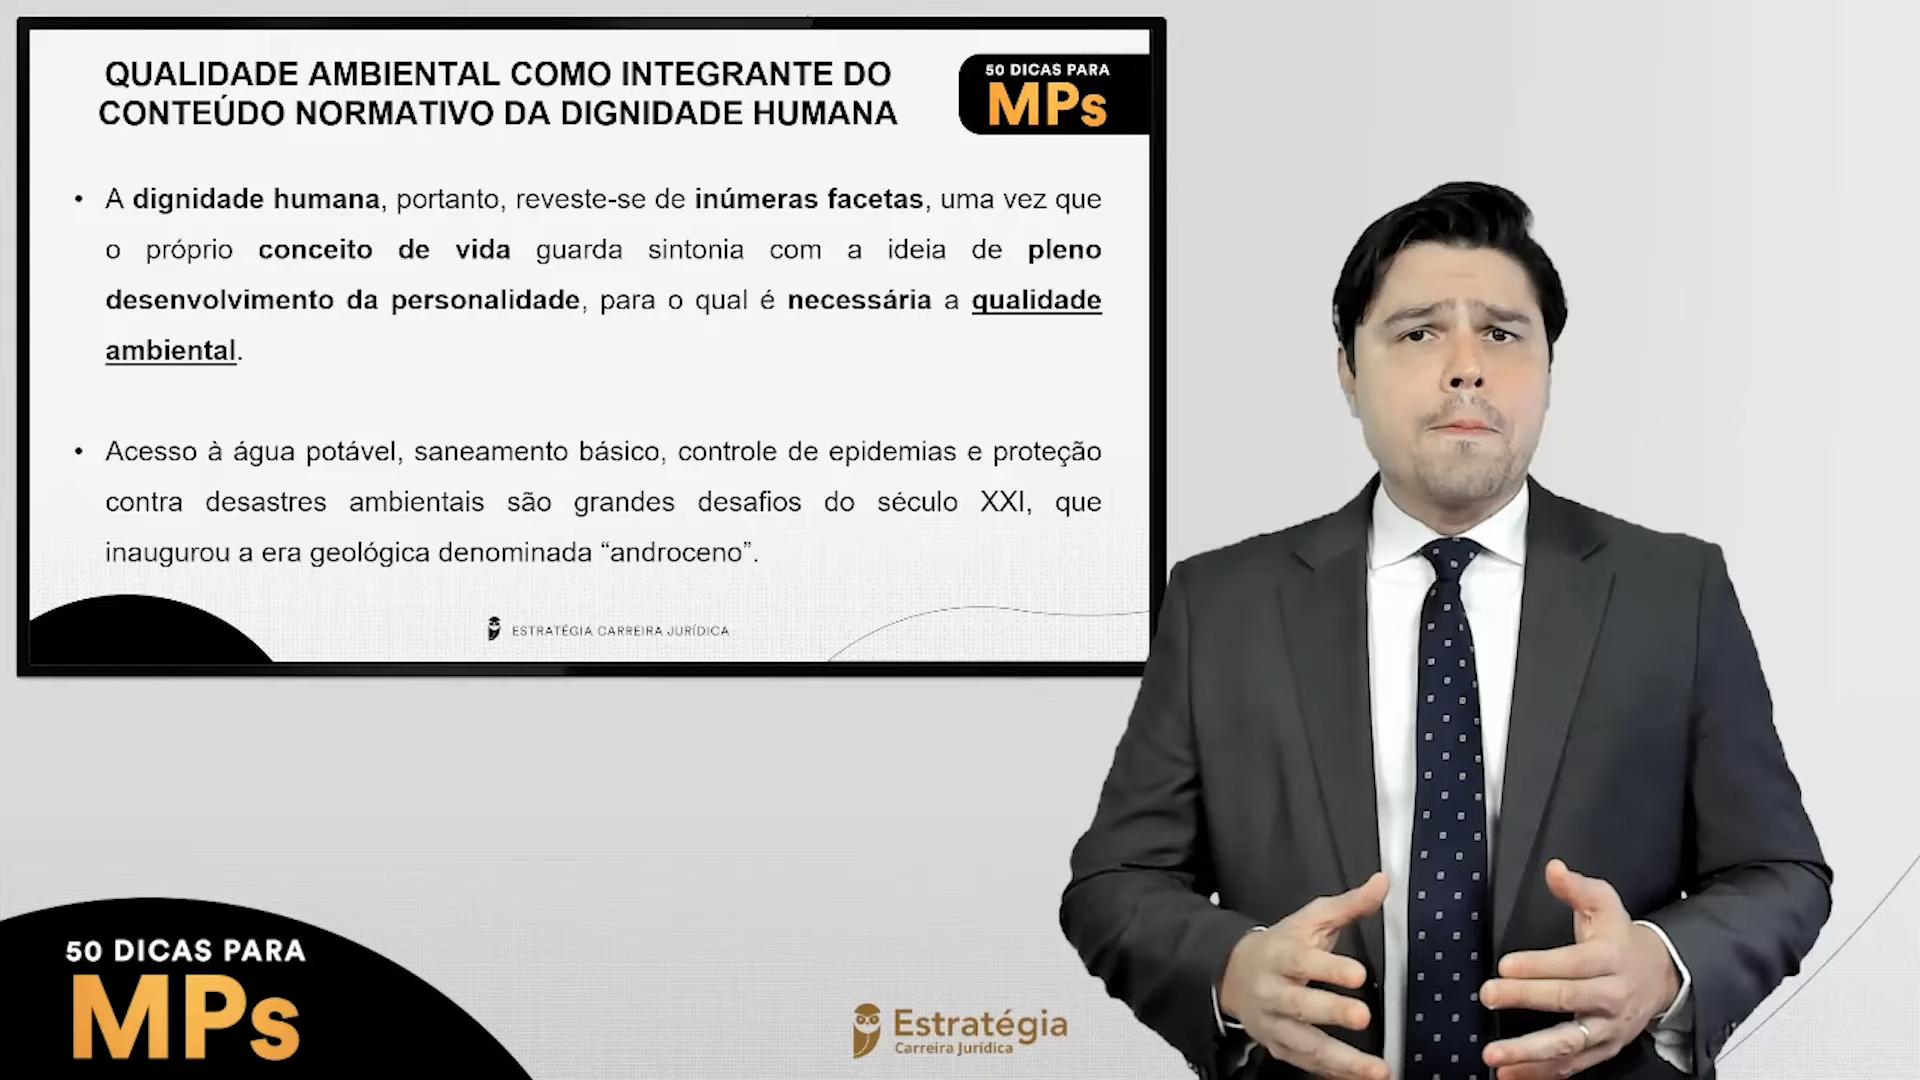 QUALIDADE AMBIENTAL COMO INTEGRANTE DO
CONTEÚDO NORMATIVO DA DIGNIDADE HUMANA
50 DICAS PARA
MPs
• A dignidade humana, portanto, reveste-se de inúmeras facetas, uma vez que
o próprio conceito de vida guarda sintonia com a ideia de pleno
desenvolvimento da personalidade, para o qual é necessária a qualidade
ambiental.
• Acesso à água potável, saneamento básico, controle de epidemias e proteção
contra desastres ambientais são grandes desafios do século XXI, que
inaugurou a era geológica denominada “androceno”.
ESTRATÉGIA CARREIRA JURÍDICA
50 DICAS PARA
MPs
Estratégia
Carreira Jurídica